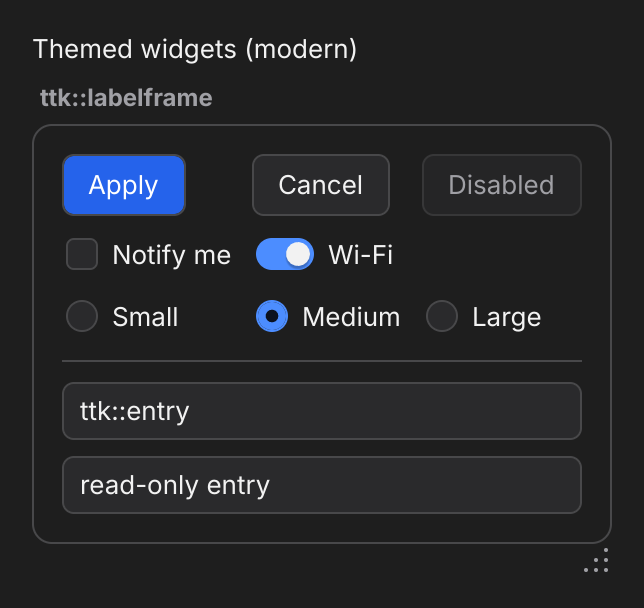 Themed widgets (modern)
ttk::labelframe
Apply Cancel Disabled
Notify me Wi-Fi
Small Medium Large
ttk::entry
read-only entry